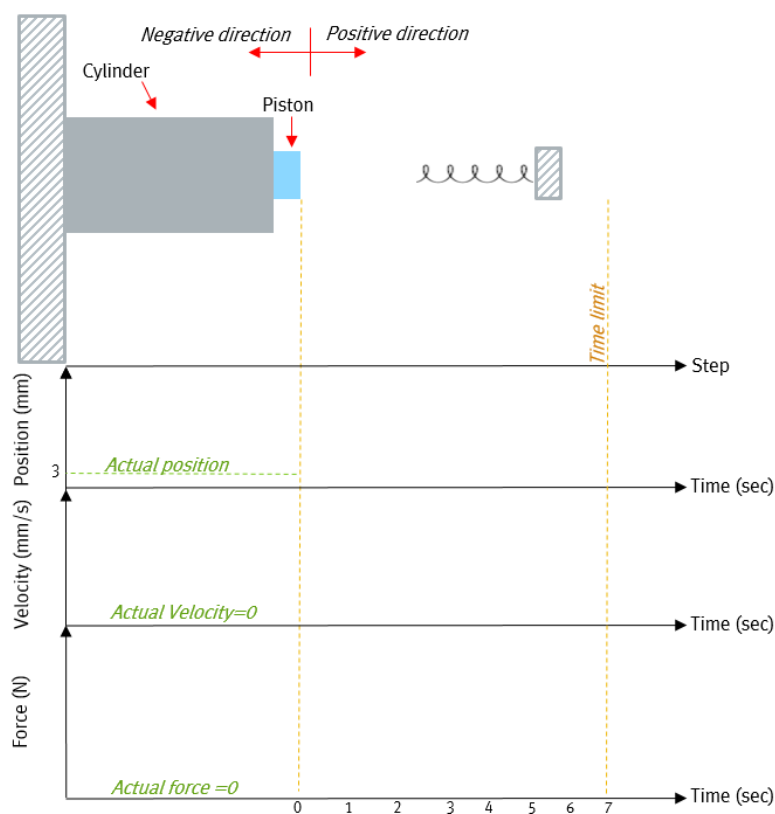 Negative direction
Positive direction
Cylinder
Piston
Time limit
Step
Position (mm)
3
Actual position
Time (sec)
Velocity (mm/s)
Actual Velocity=0
Time (sec)
Force (N)
Actual force =0
Time (sec)
0 1 2 3 4 5 6 7